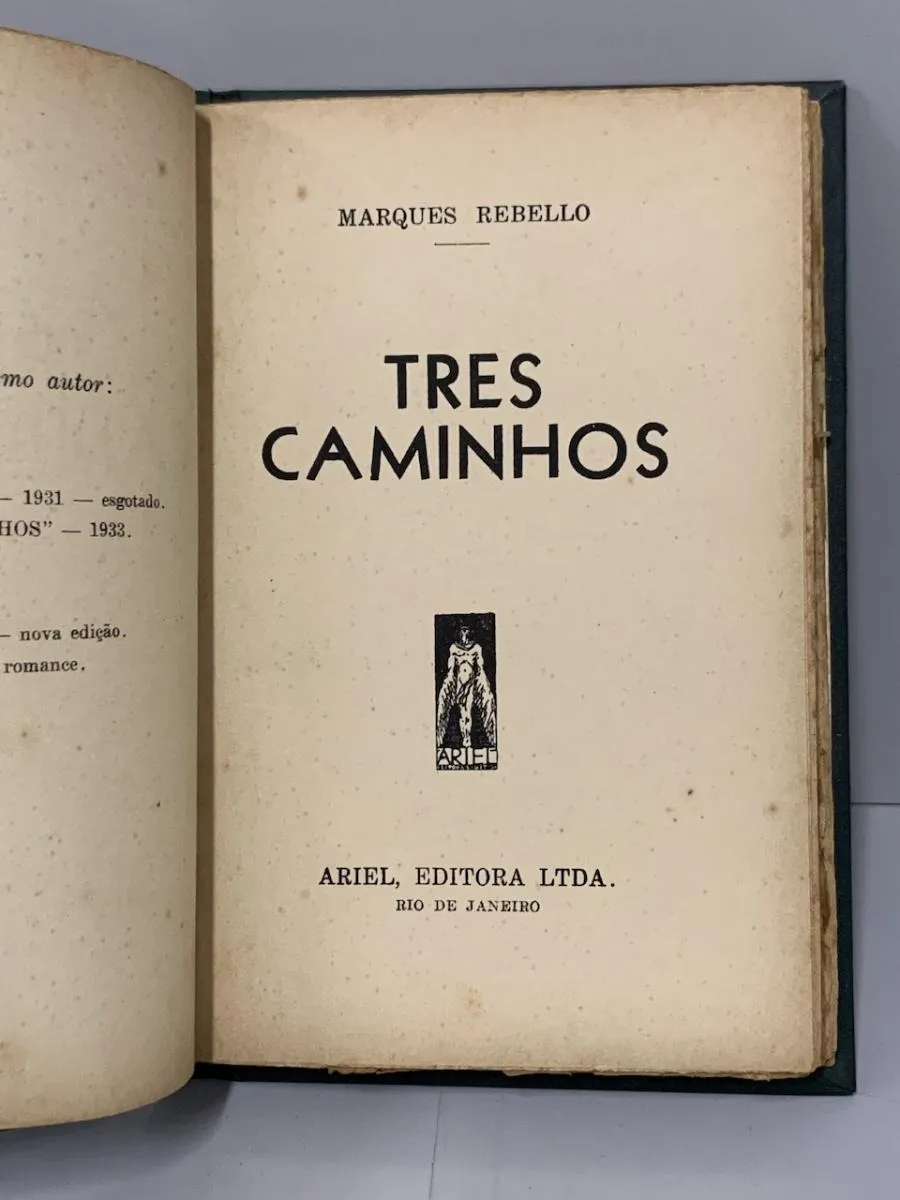 mo autor:
— 1931 — esgotado.
HOS" — 1933.
— nova edição.
romance.
MARQUES REBELLO
TRES
CAMINHOS
ARIEL
ARIEL, EDITORA LTDA.
RIO DE JANEIRO